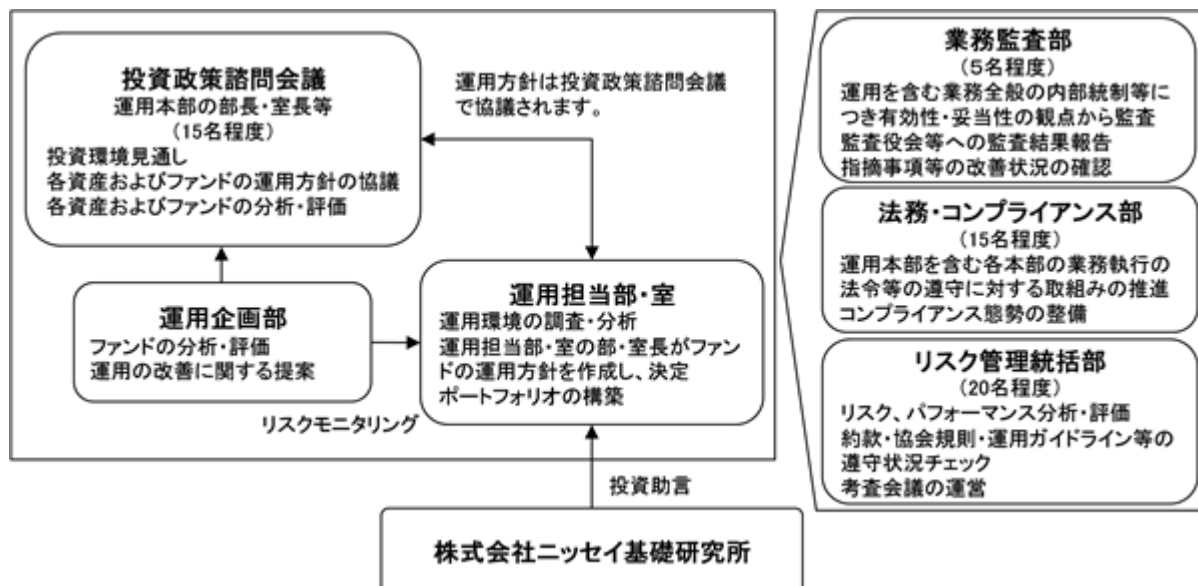 投資政策諮問会議
運用本部の部長・室長等
(15名程度)
投資環境見通し
各資産およびファンドの運用方針の協議
各資産およびファンドの分析・評価
運用方針は投資政策諮問会議
で協議されます。
運用企画部
ファンドの分析・評価
運用の改善に関する提案
リスクモニタリング
運用担当部・室
運用環境の調査・分析
運用担当部・室の部・室長がファン
ドの運用方針を作成し、決定
ポートフォリオの構築
投資助言
株式会社ニッセイ基礎研究所
業務監査部
(5名程度)
運用を含む業務全般の内部統制等に
つき有効性・妥当性の観点から監査
監査役会等への監査結果報告
指摘事項等の改善状況の確認
法務・コンプライアンス部
(15名程度)
運用本部を含む各本部の業務執行の
法令等の遵守に対する取組みの推進
コンプライアンス態勢の整備
リスク管理統括部
(20名程度)
リスク、パフォーマンス分析・評価
約款・協会規則・運用ガイドライン等の
遵守状況チェック
考査会議の運営